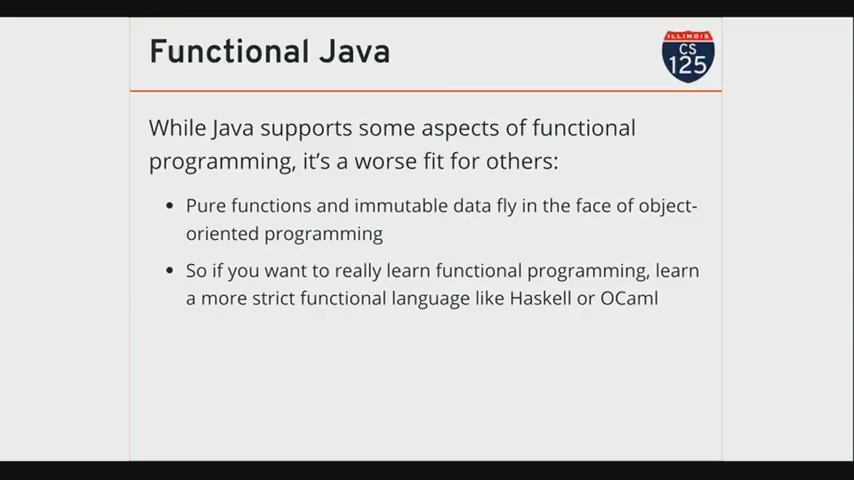 Functional Java
ILLINOIS
CS
125
While Java supports some aspects of functional
programming, it's a worse fit for others:
• Pure functions and immutable data fly in the face of object-
oriented programming
• So if you want to really learn functional programming, learn
a more strict functional language like Haskell or OCaml